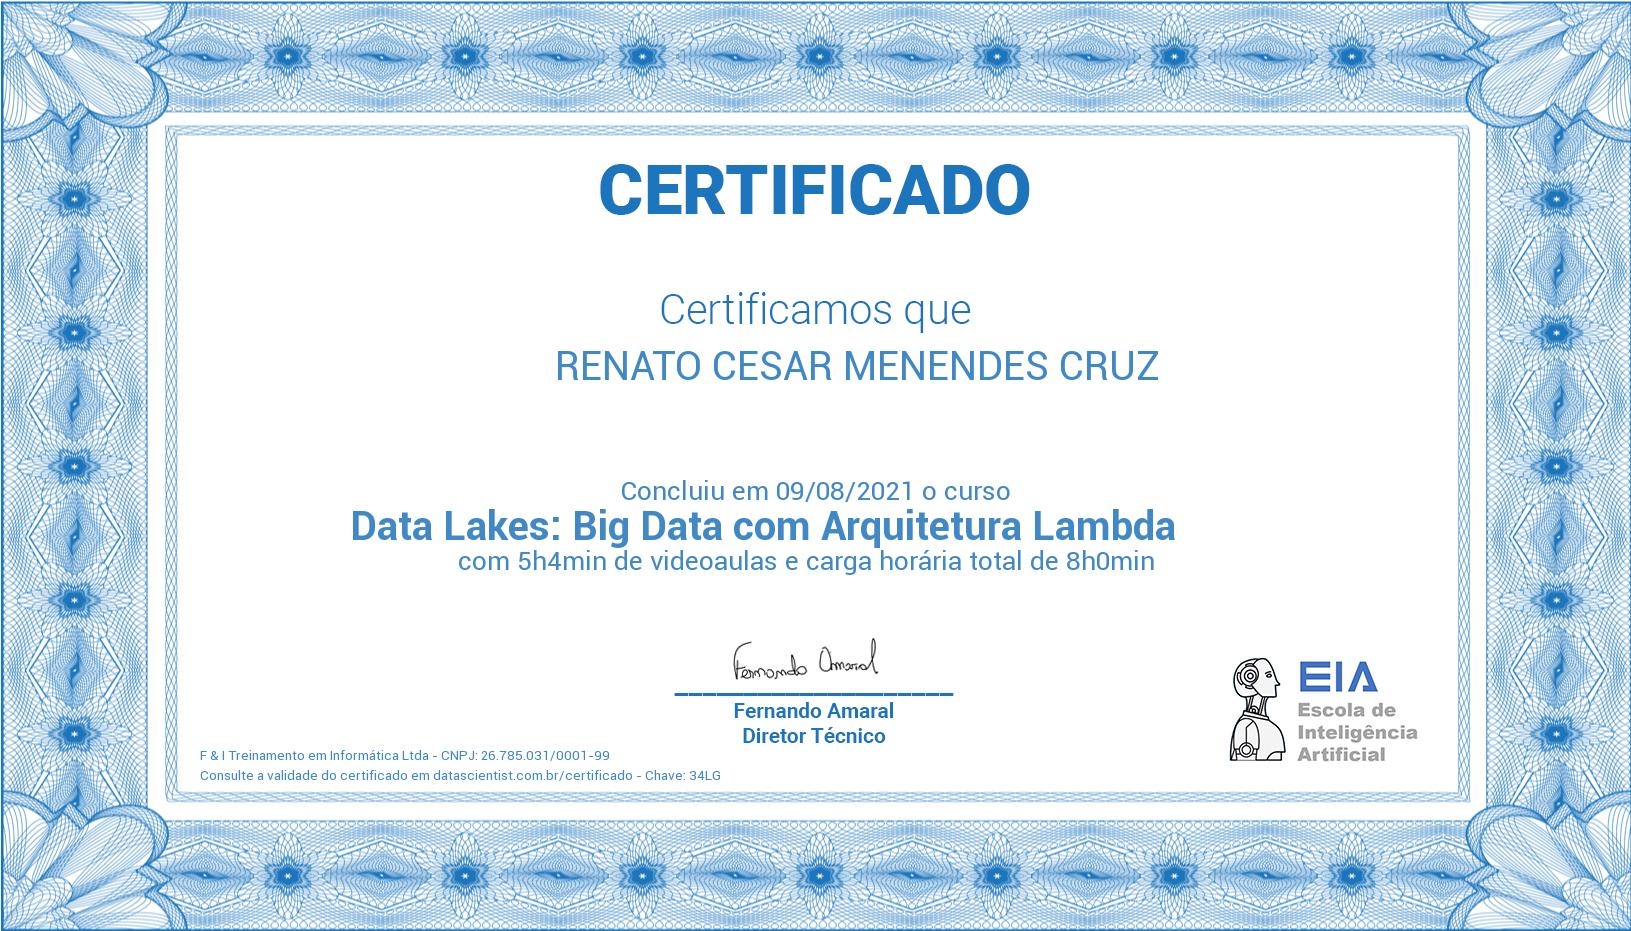 CERTIFICADO
Certificamos que
RENATO CESAR MENENDES CRUZ
Concluiu em 09/08/2021 o curso
Data Lakes: Big Data com Arquitetura Lambda
com 5h4min de videoaulas e carga horária total de 8h0min
Fernando Amaral
Fernando Amaral
Diretor Técnico
EIA
Escola de
Inteligência
Artificial
F & I Treinamento em Informática Ltda - CNPJ: 26.785.031/0001-99
Consulte a validade do certificado em datascientist.com.br/certificado - Chave: 34LG